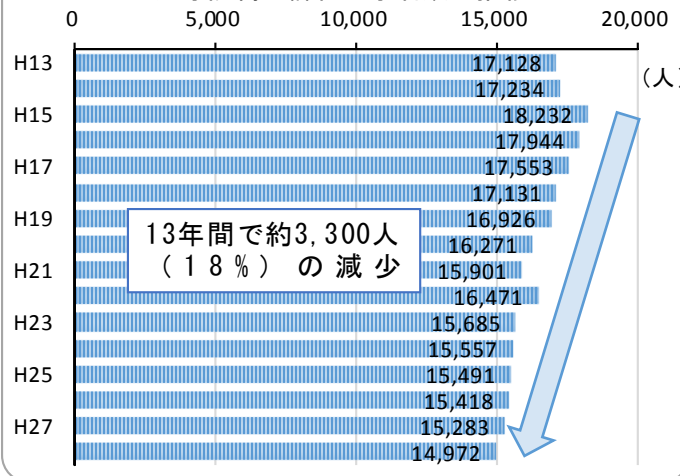 0 5,000 10,000 15,000 20,000
(人)
H13 17,128
17,234
H15 18,232
17,944
H17 17,553
17,131
H19 16,926
16,271
H21 15,901
16,471
H23 15,685
15,557
H25 15,491
15,418
H27 15,283
14,972
13年間で約3,300人
(18%)の減少